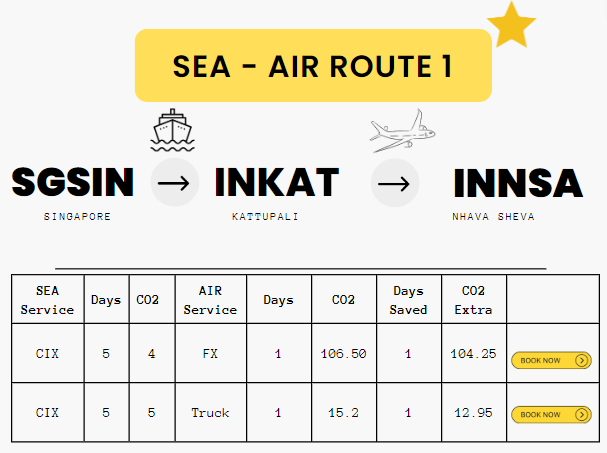 SEA - AIR ROUTE 1
SGSIN INKAT INNSA
SINGAPORE KATTUPALI NHAVA SHEVA
SEA Service Days CO2 AIR Service Days CO2 Days Saved CO2 Extra
CIX 5 4 FX 1 106.50 1 104.25 BOOK NOW
CIX 5 5 Truck 1 15.2 1 12.95 BOOK NOW